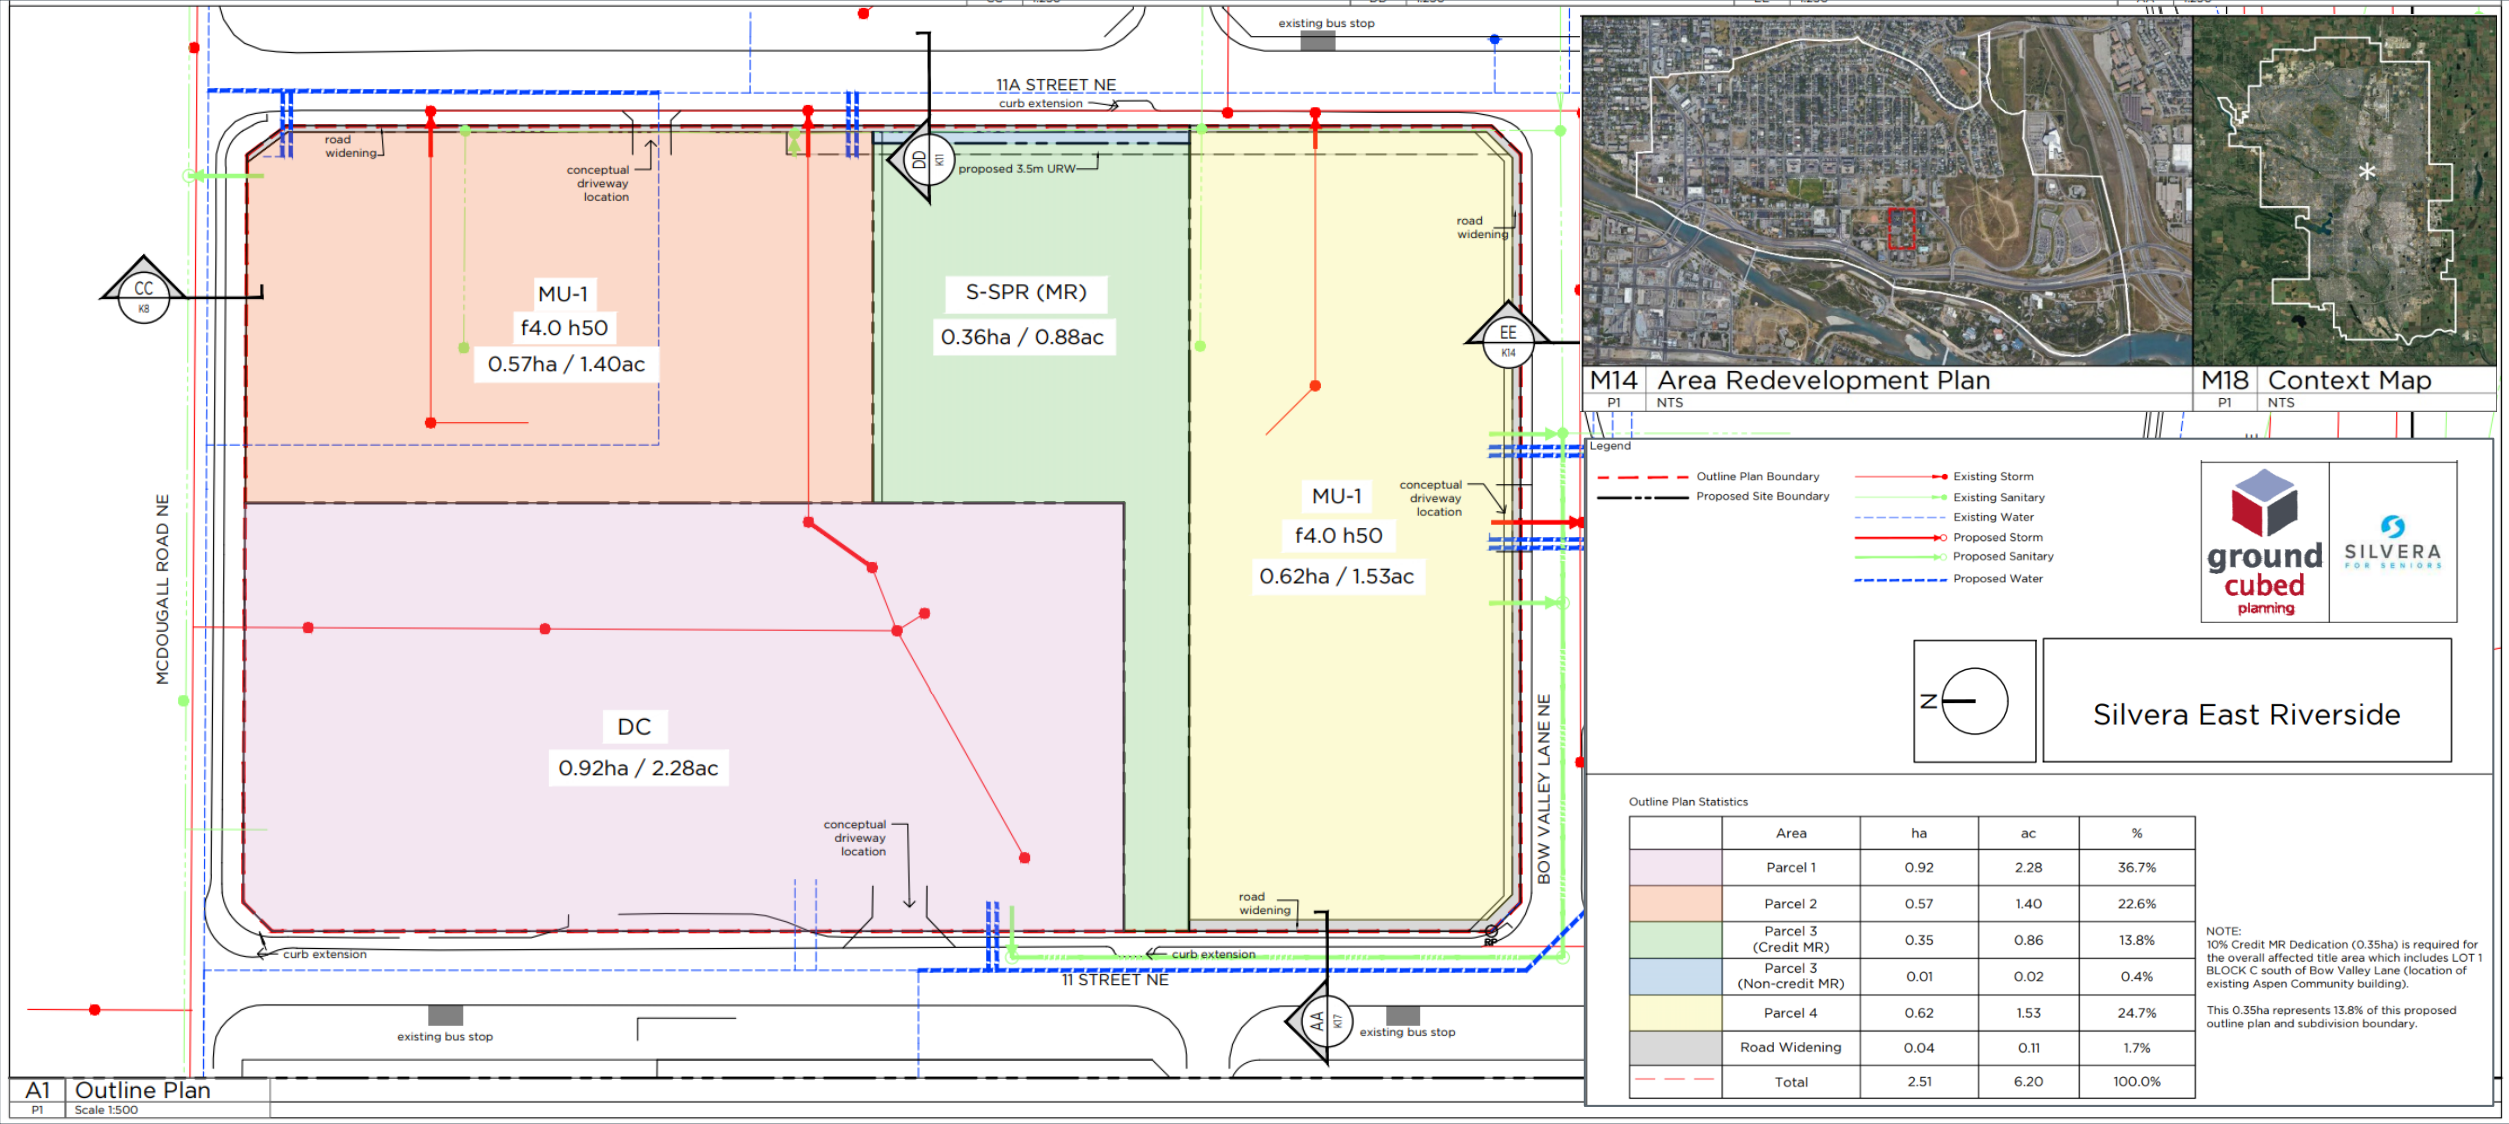 existing bus stop
11A STREET NE
curb extension
road
widening
conceptual
driveway
location
DD
K11
proposed 3.5m URW
road
widening
CC
K8
MU-1
f4.0 h50
0.57ha / 1.40ac
S-SPR (MR)
0.36ha / 0.88ac
EE
K14
MCDOUGALL ROAD NE
conceptual
driveway
location
MU-1
f4.0 h50
0.62ha / 1.53ac
DC
0.92ha / 2.28ac
conceptual
driveway
location
road
widening
BOW VALLEY LANE NE
RP
curb extension
curb extension
11 STREET NE
existing bus stop
AA
K17
existing bus stop
A1 Outline Plan
P1 Scale 1:500
M14 Area Redevelopment Plan
P1 NTS
*
M18 Context Map
P1 NTS
Legend
Outline Plan Boundary
Proposed Site Boundary
Existing Storm
Existing Sanitary
Existing Water
Proposed Storm
Proposed Sanitary
Proposed Water
ground
cubed
planning
SILVERA
FOR SENIORS
N
Silvera East Riverside
Outline Plan Statistics
Area ha ac %
Parcel 1 0.92 2.28 36.7%
Parcel 2 0.57 1.40 22.6%
Parcel 3
(Credit MR) 0.35 0.86 13.8%
Parcel 3
(Non-credit MR) 0.01 0.02 0.4%
Parcel 4 0.62 1.53 24.7%
Road Widening 0.04 0.11 1.7%
Total 2.51 6.20 100.0%
NOTE:
10% Credit MR Dedication (0.35ha) is required for
the overall affected title area which includes LOT 1
BLOCK C south of Bow Valley Lane (location of
existing Aspen Community building).
This 0.35ha represents 13.8% of this proposed
outline plan and subdivision boundary.